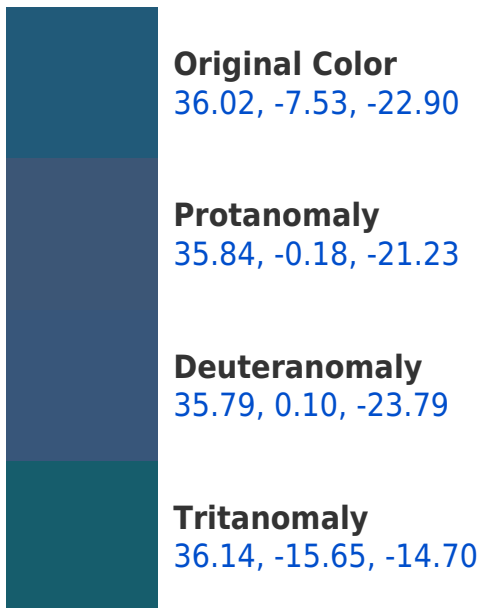 Original Color
36.02, -7.53, -22.90
Protanomaly
35.84, -0.18, -21.23
Deuteranomaly
35.79, 0.10, -23.79
Tritanomaly
36.14, -15.65, -14.70